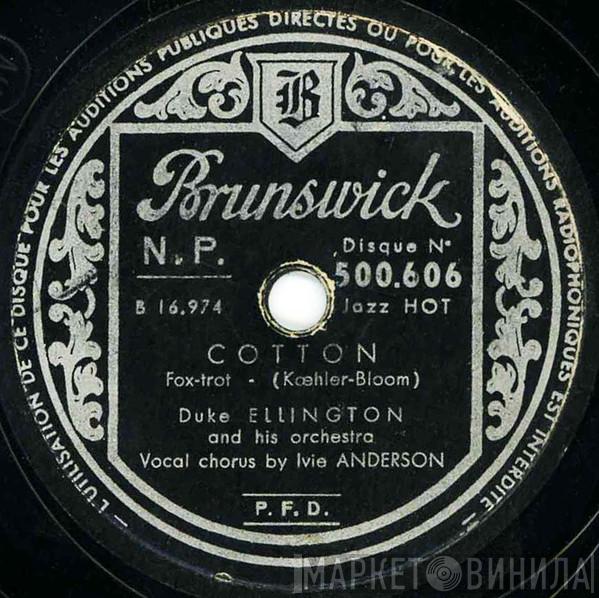 — L'UTILISATION DE CE DISQUE POUR LES AUDITIONS PUBLIQUES DIRECTES OU POUR LES AUDITIONS RADIOPHONIQUES EST INTERDITE —
B
Brunswick
N.P.
Disque N°
500.606
B 16.974
Jazz HOT
COTTON
Fox-trot - (Kœhler-Bloom)
Duke ELLINGTON
and his orchestra
Vocal chorus by Ivie ANDERSON
P.F.D.
МАРКЕТ ВИНИЛА